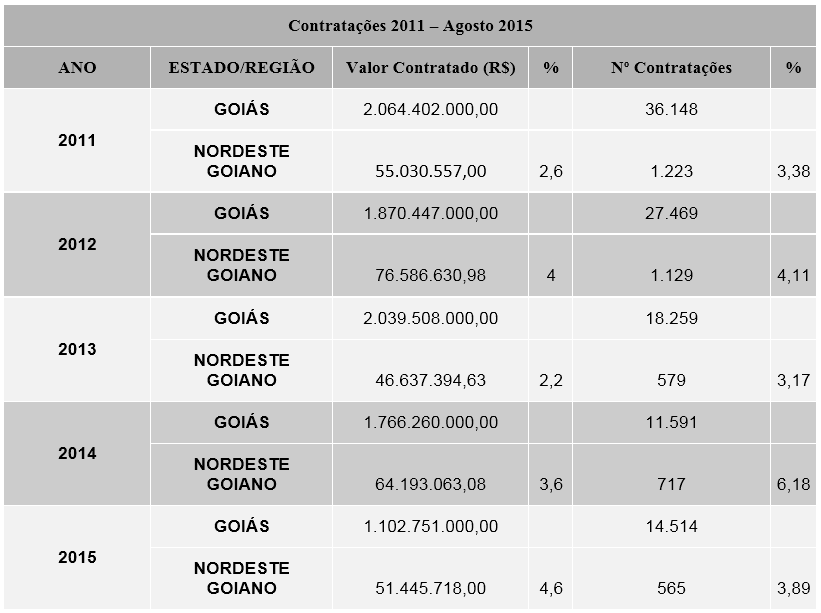 Contratações 2011 – Agosto 2015
ANO ESTADO/REGIÃO Valor Contratado (R$) % Nº Contratações %
2011
GOIÁS 2.064.402.000,00 36.148
NORDESTE
GOIANO 55.030.557,00 2,6 1.223 3,38
2012
GOIÁS 1.870.447.000,00 27.469
NORDESTE
GOIANO 76.586.630,98 4 1.129 4,11
2013
GOIÁS 2.039.508.000,00 18.259
NORDESTE
GOIANO 46.637.394,63 2,2 579 3,17
2014
GOIÁS 1.766.260.000,00 11.591
NORDESTE
GOIANO 64.193.063,08 3,6 717 6,18
2015
GOIÁS 1.102.751.000,00 14.514
NORDESTE
GOIANO 51.445.718,00 4,6 565 3,89